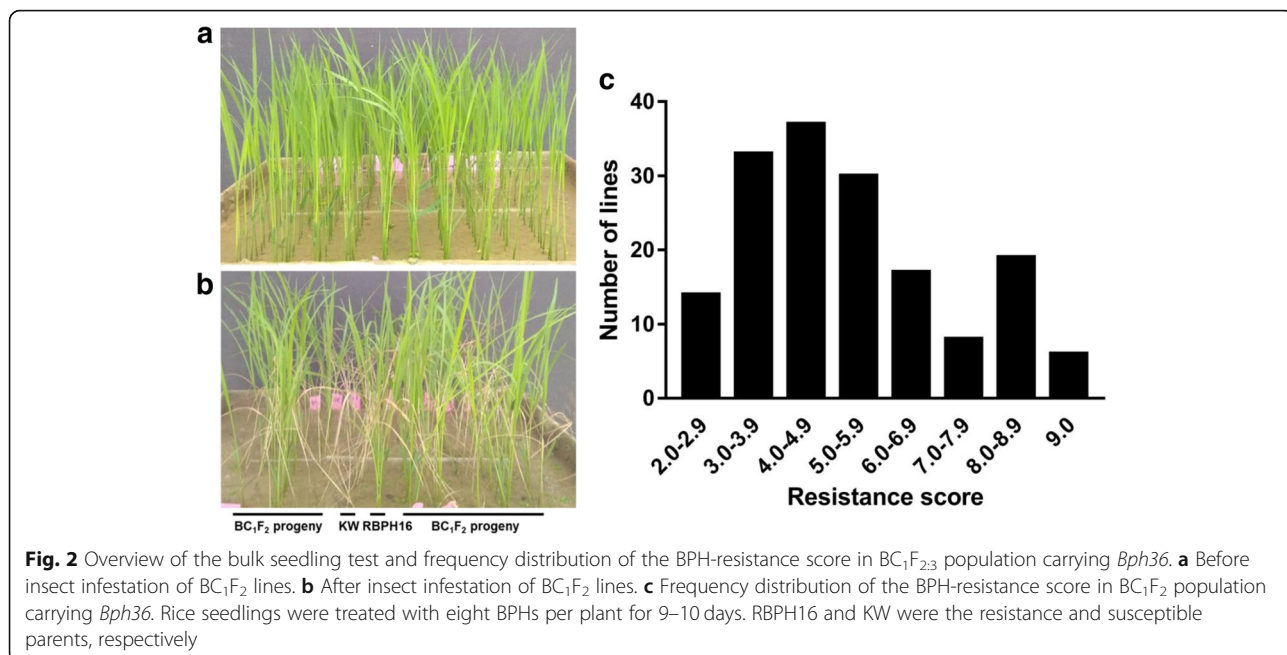 a
b
BC₁F₂ progeny KW RBPH16 BC₁F₂ progeny
c
Number of lines
40
30
20
10
0
2.0-2.9 3.0-3.9 4.0-4.9 5.0-5.9 6.0-6.9 7.0-7.9 8.0-8.9 9.0
Resistance score
Fig. 2 Overview of the bulk seedling test and frequency distribution of the BPH-resistance score in BC₁F₂:₃ population carrying Bph36. a Before
insect infestation of BC₁F₂ lines. b After insect infestation of BC₁F₂ lines. c Frequency distribution of the BPH-resistance score in BC₁F₂ population
carrying Bph36. Rice seedlings were treated with eight BPHs per plant for 9–10 days. RBPH16 and KW were the resistance and susceptible
parents, respectively